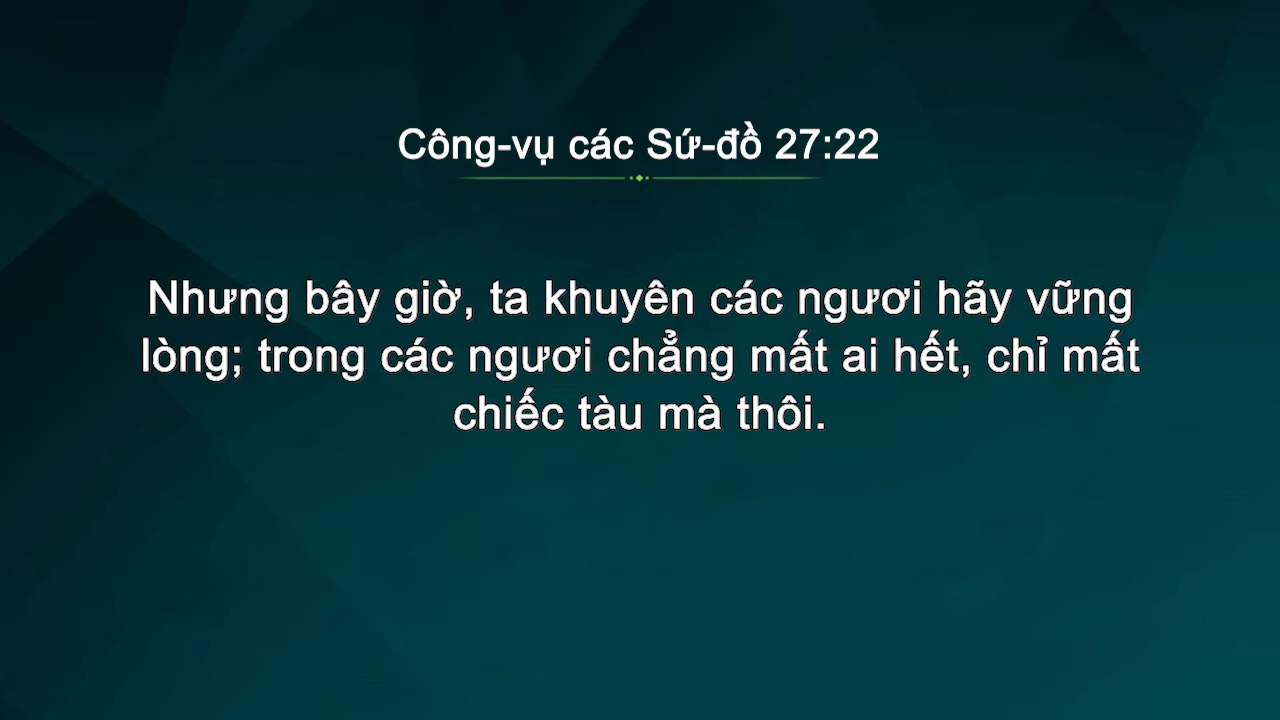 Công-vụ các Sứ-đồ 27:22
Nhưng bây giờ, ta khuyên các ngươi hãy vững
lòng; trong các ngươi chẳng mất ai hết, chỉ mất
chiếc tàu mà thôi.